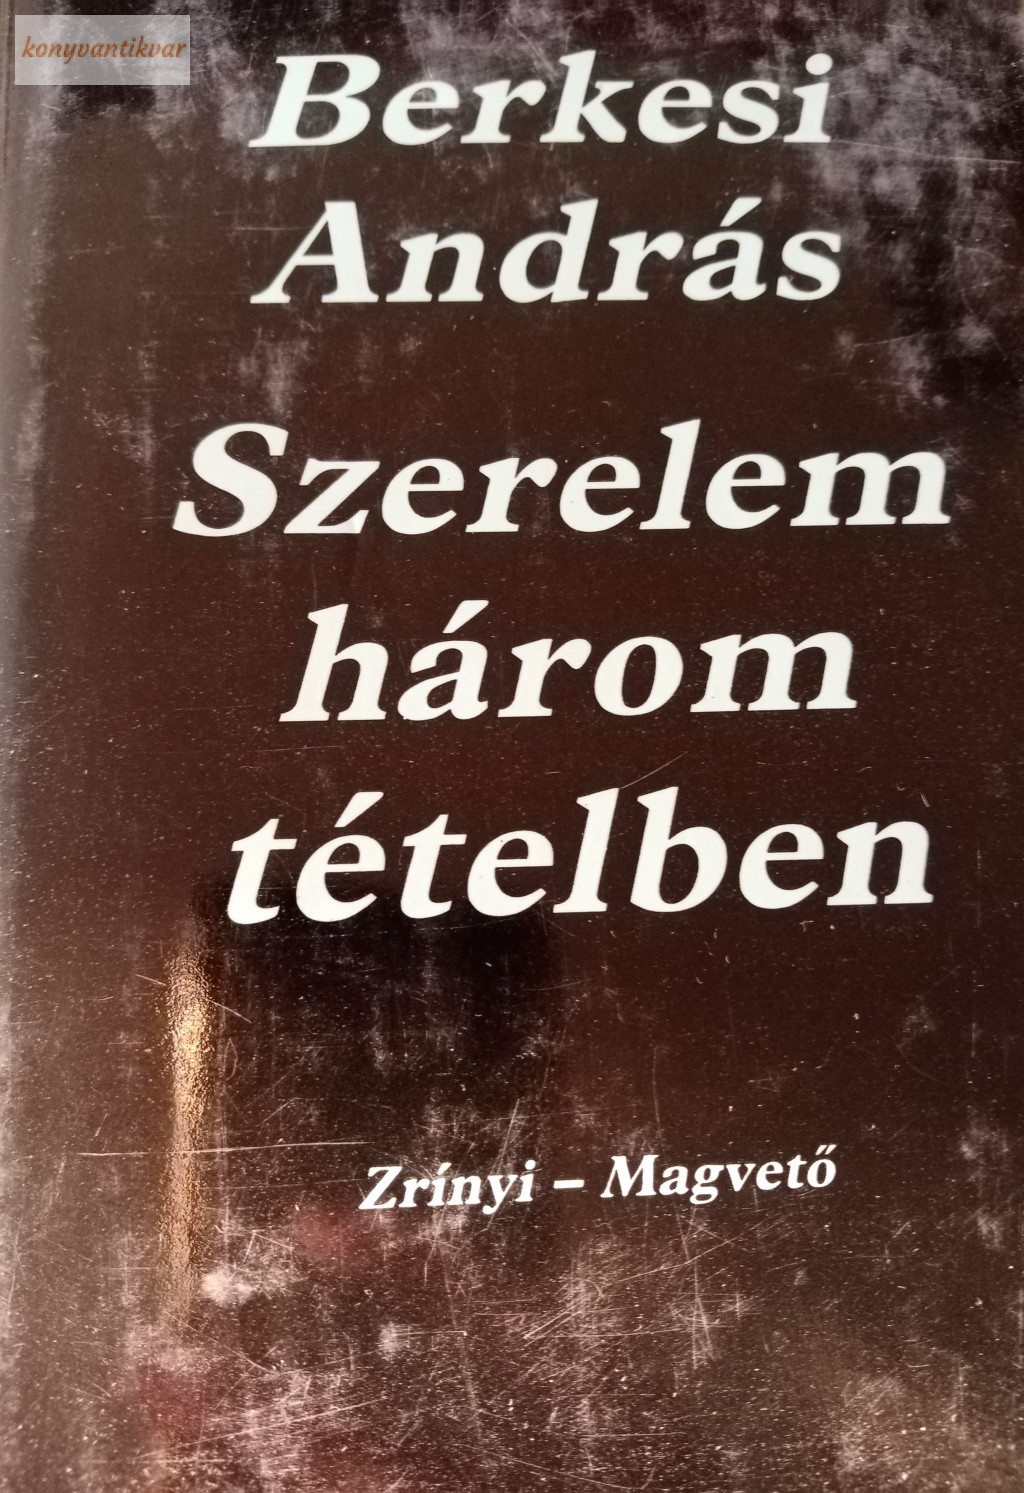 konyvantikvar
Berkesi
András
Szerelem
három
tételben
Zrínyi – Magvető